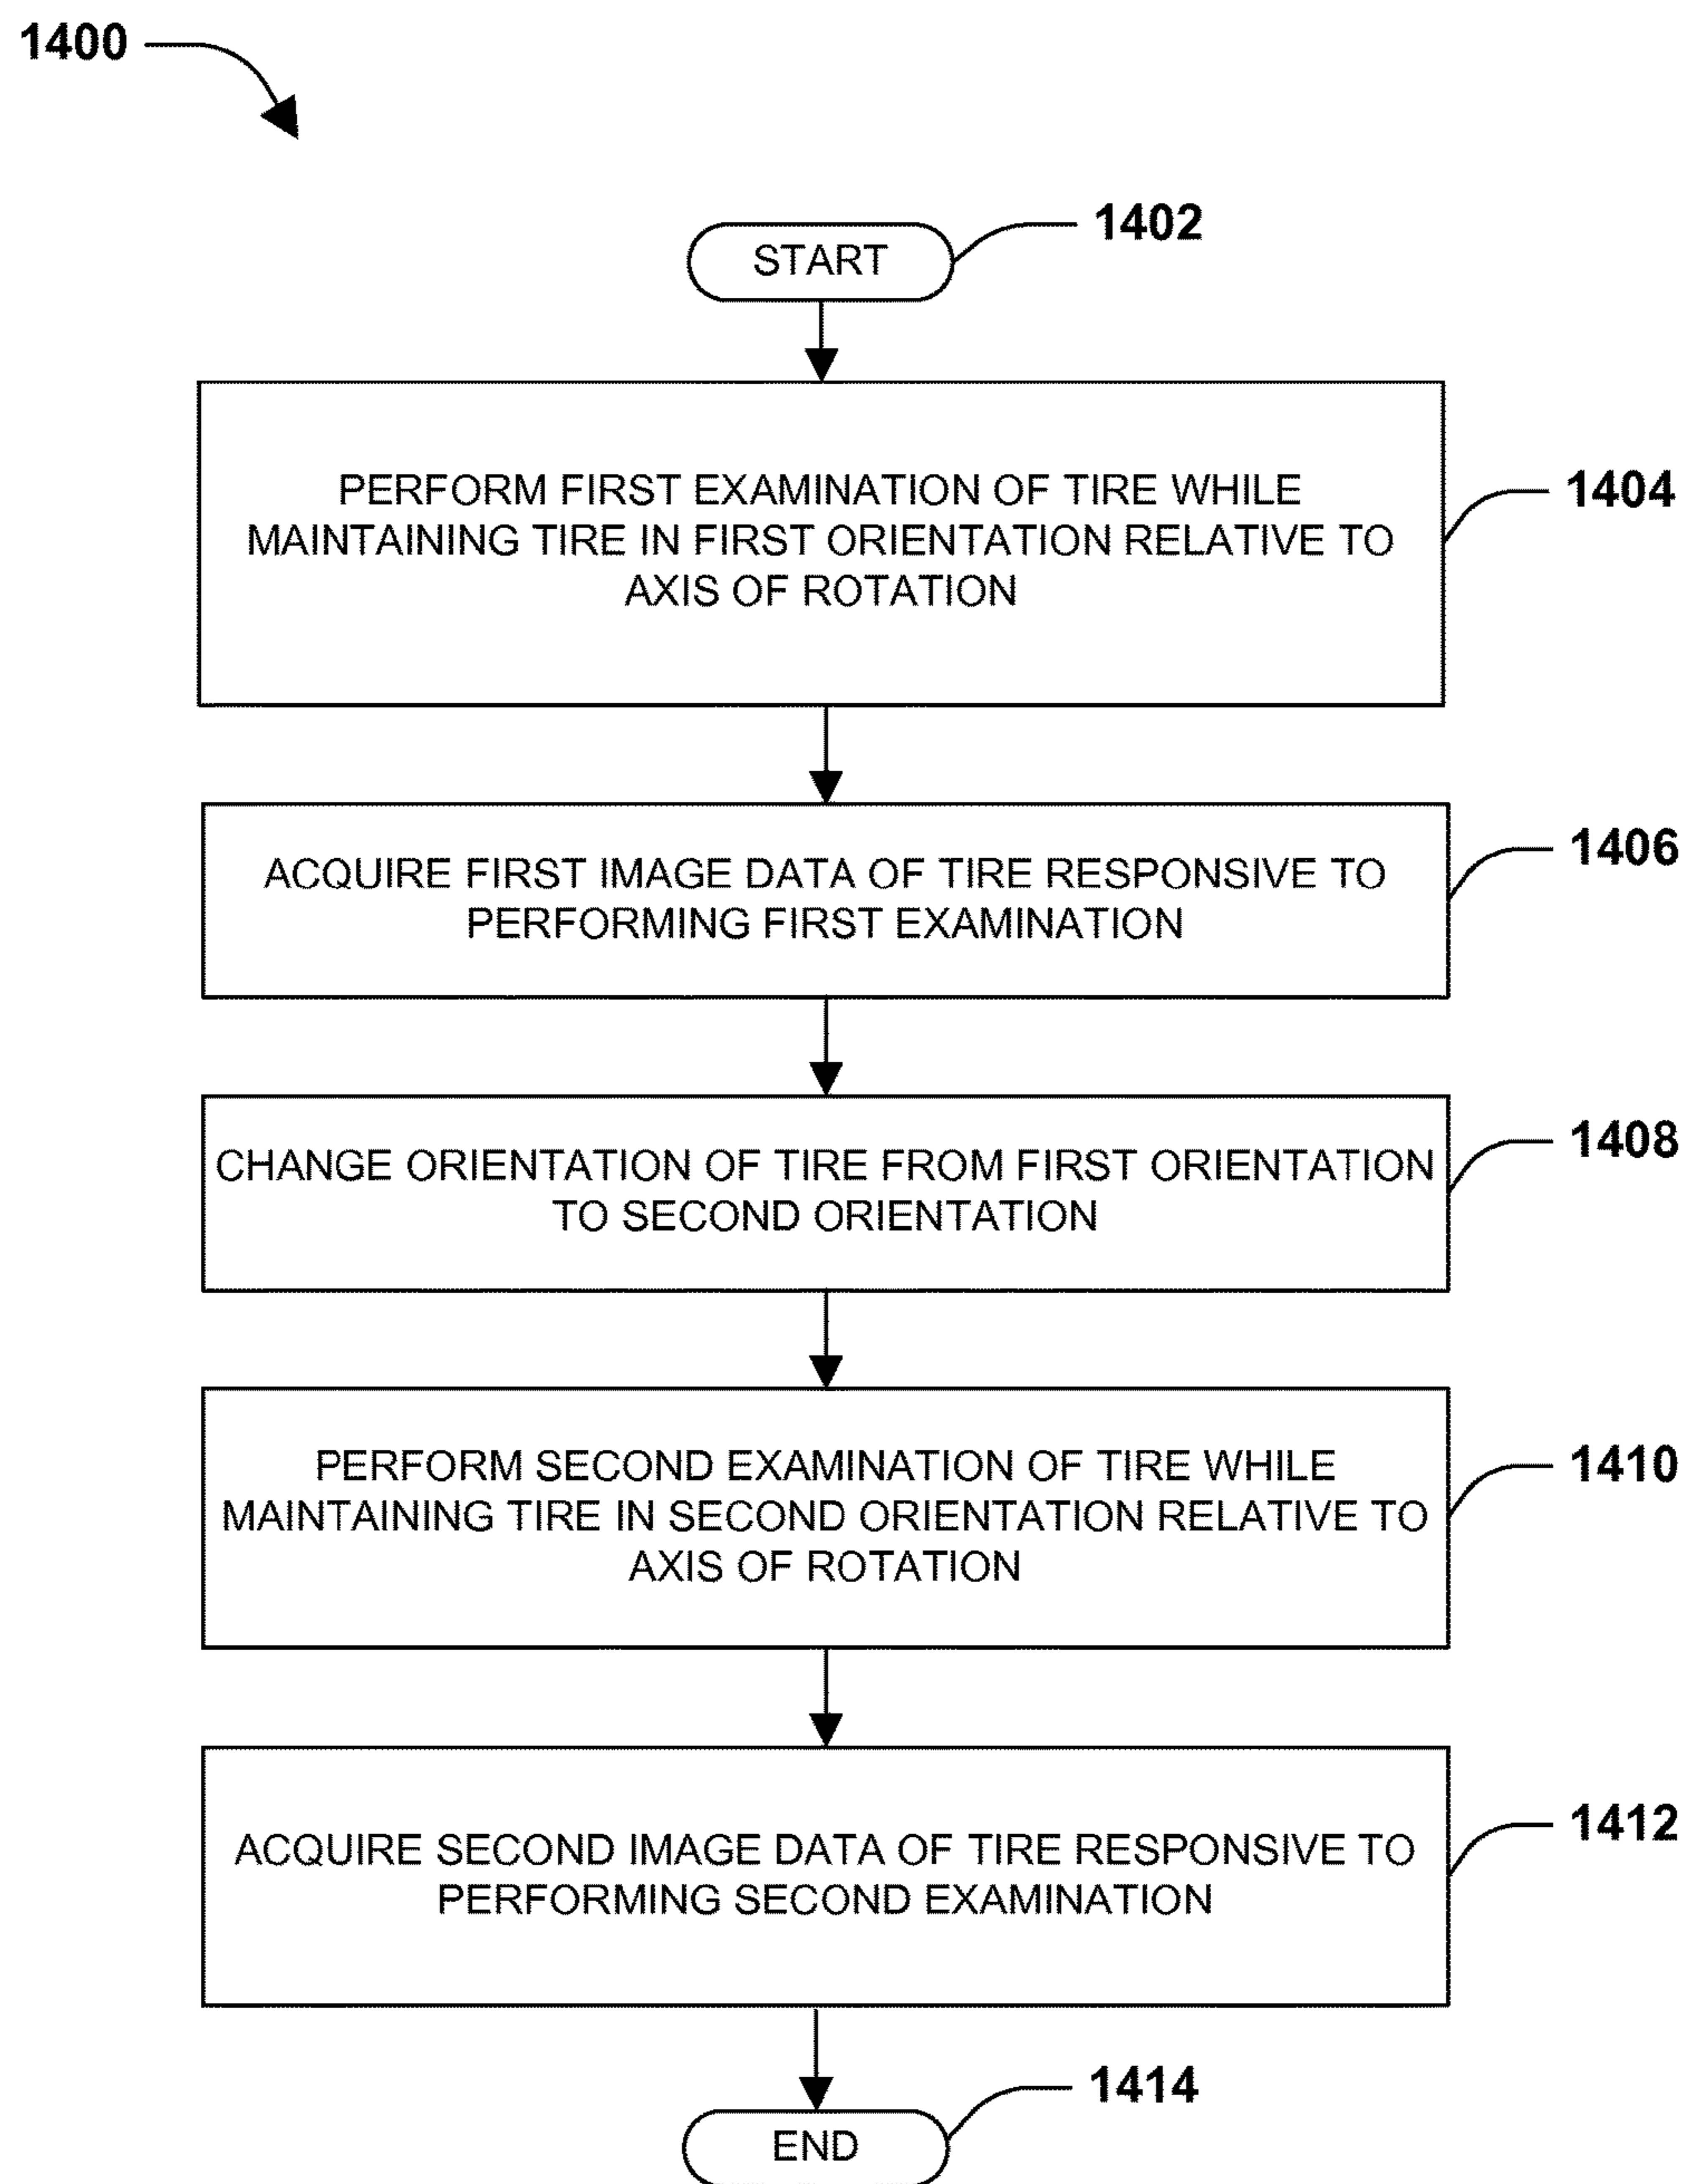 1400
1402
START
PERFORM FIRST EXAMINATION OF TIRE WHILE
MAINTAINING TIRE IN FIRST ORIENTATION RELATIVE TO
AXIS OF ROTATION
1404
ACQUIRE FIRST IMAGE DATA OF TIRE RESPONSIVE TO
PERFORMING FIRST EXAMINATION
1406
CHANGE ORIENTATION OF TIRE FROM FIRST ORIENTATION
TO SECOND ORIENTATION
1408
PERFORM SECOND EXAMINATION OF TIRE WHILE
MAINTAINING TIRE IN SECOND ORIENTATION RELATIVE TO
AXIS OF ROTATION
1410
ACQUIRE SECOND IMAGE DATA OF TIRE RESPONSIVE TO
PERFORMING SECOND EXAMINATION
1412
1414
END